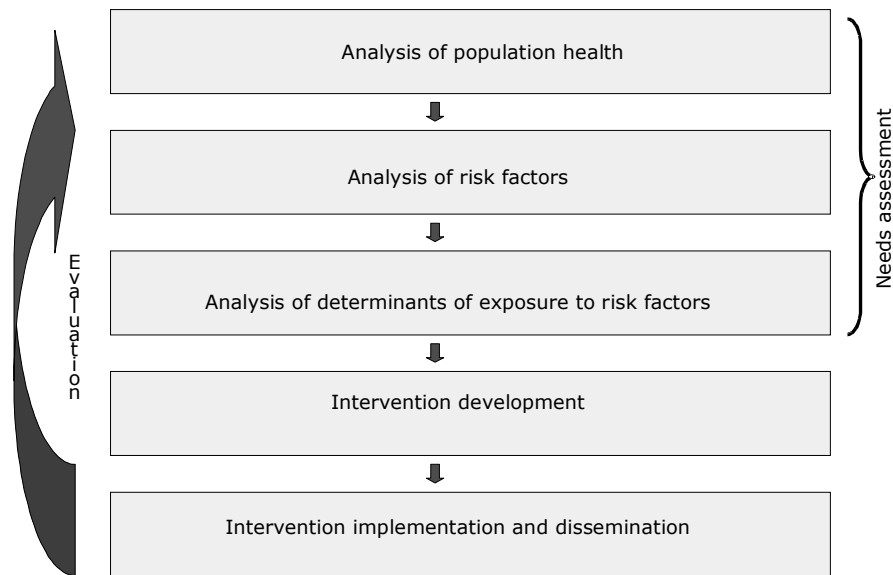 Analysis of population health
Analysis of risk factors
Analysis of determinants of exposure to risk factors
Intervention development
Intervention implementation and dissemination
Evaluation
Needs assessment